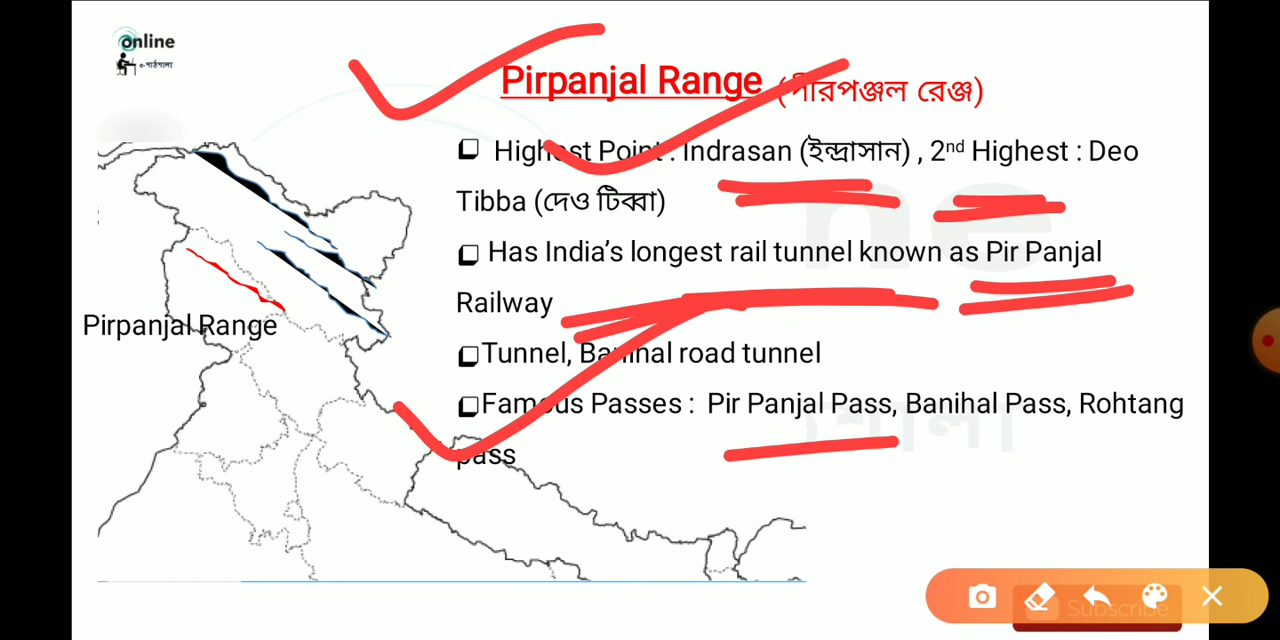 online
e-পাঠশালা
Pirpanjal Range (পীরপঞ্জল রেঞ্জ)
Highest Point : Indrasan (ইন্দ্রাসান) , 2nd Highest : Deo
Tibba (দেও টিব্বা)
Has India’s longest rail tunnel known as Pir Panjal
Railway
Tunnel, Banihal road tunnel
Famous Passes : Pir Panjal Pass, Banihal Pass, Rohtang
pass
Pirpanjal Range
Subscribe